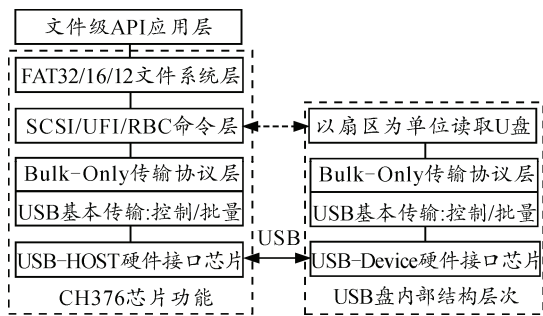 文件级API应用层
FAT32/16/12文件系统层
SCSI/UFI/RBC命令层
Bulk-Only传输协议层
USB基本传输:控制/批量
USB-HOST硬件接口芯片
CH376芯片功能
USB
以扇区为单位读取U盘
Bulk-Only传输协议层
USB基本传输:控制/批量
USB-Device硬件接口芯片
USB盘内部结构层次